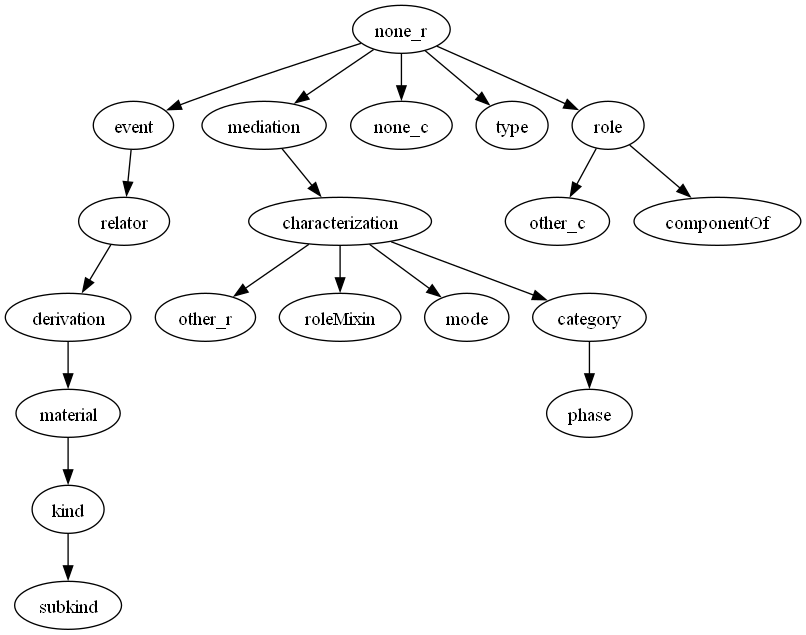 none_r
event
mediation
none_c
type
role
relator
characterization
other_c
componentOf
derivation
other_r
roleMixin
mode
category
material
phase
kind
subkind